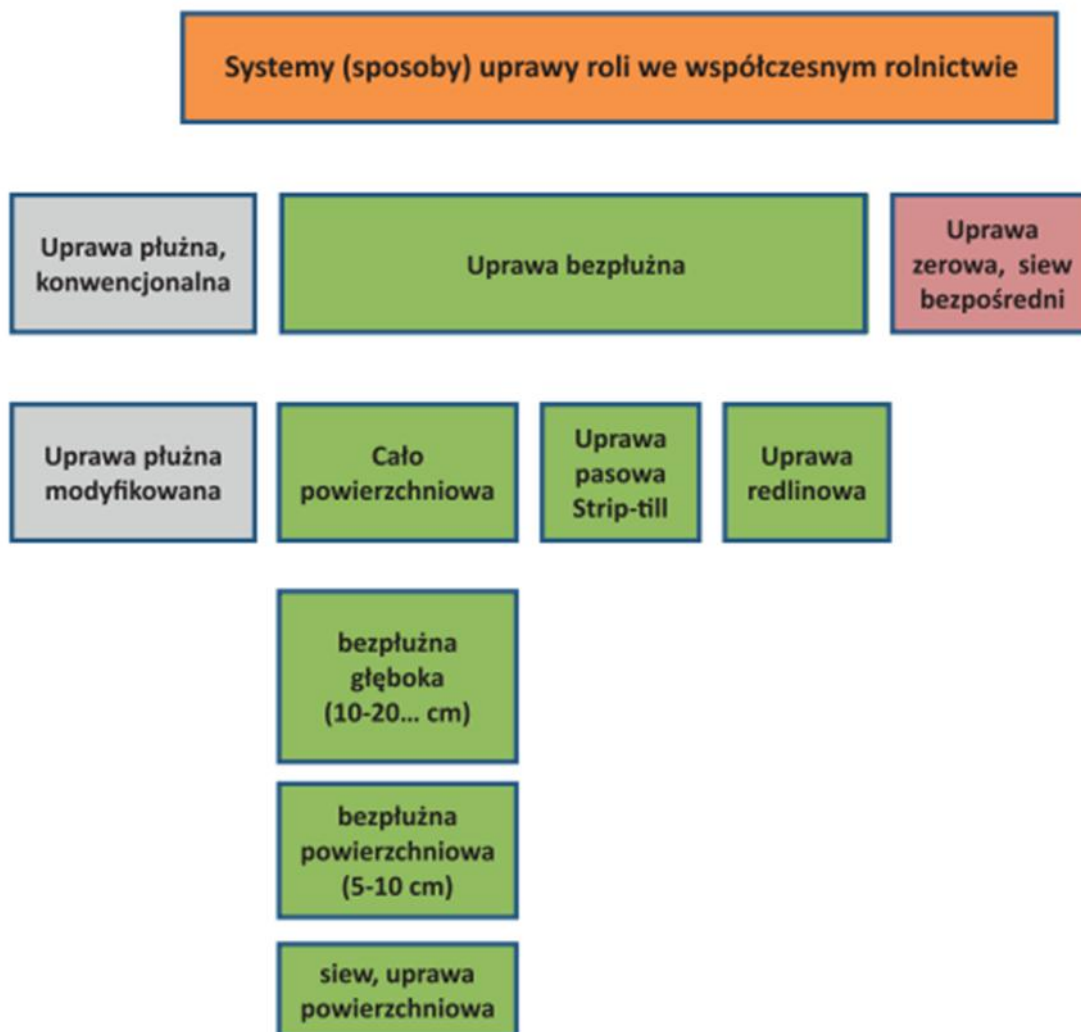 Systemy (sposoby) uprawy roli we współczesnym rolnictwie
Uprawa płużna,
konwencjonalna
Uprawa bezpłużna
Uprawa
zerowa, siew
bezpośredni
Uprawa płużna
modyfikowana
Cało
powierzchniowa
Uprawa
pasowa
Strip-till
Uprawa
redlinowa
bezpłużna
głęboka
(10-20... cm)
bezpłużna
powierzchniowa
(5-10 cm)
siew, uprawa
powierzchniowa